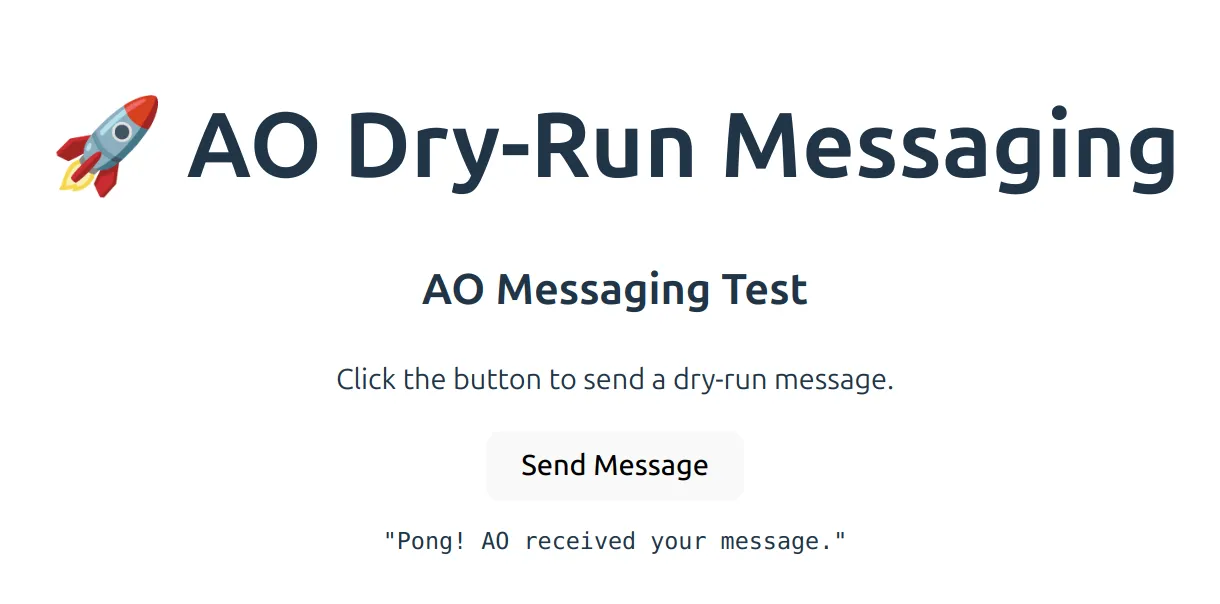 🚀 AO Dry-Run Messaging
AO Messaging Test
Click the button to send a dry-run message.
Send Message
"Pong! AO received your message."